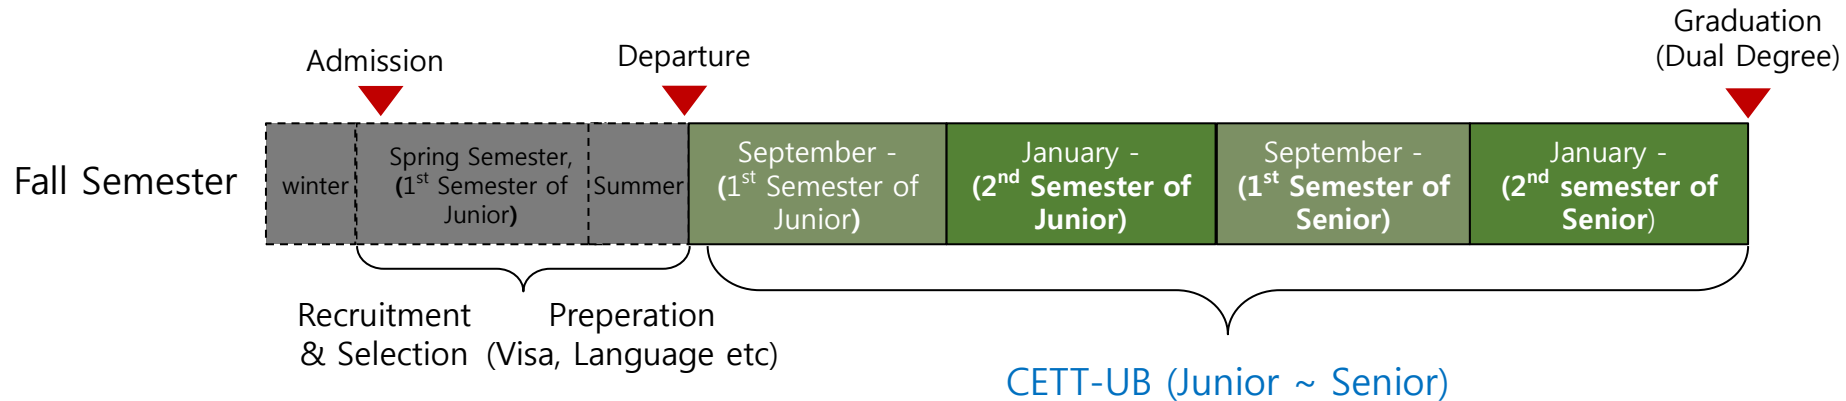 Admission
Departure
Graduation
(Dual Degree)
Fall Semester
winter
Spring Semester,
(1st Semester of
Junior)
Summer
September -
(1st Semester of
Junior)
January -
(2nd Semester of
Junior)
September -
(1st Semester of
Senior)
January -
(2nd semester of
Senior)
Recruitment
& Selection
Preperation
(Visa, Language etc)
CETT-UB (Junior ~ Senior)